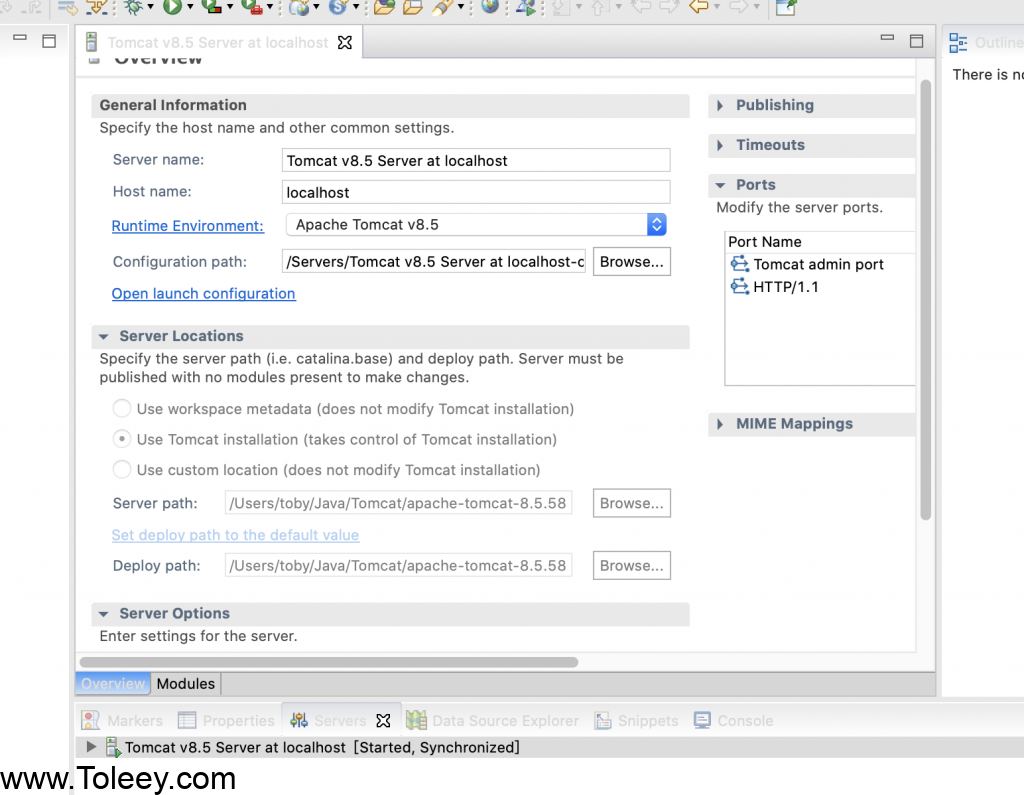 Tomcat v8.5 Server at localhost
Outline
Overview
There is
General Information
Specify the host name and other common settings.
Server name:
Tomcat v8.5 Server at localhost
Host name:
localhost
Runtime Environment:
Apache Tomcat v8.5
Configuration path:
/Servers/Tomcat v8.5 Server at localhost-c
Browse...
Open launch configuration
Server Locations
Specify the server path (i.e. catalina.base) and deploy path. Server must be
published with no modules present to make changes.
Use workspace metadata (does not modify Tomcat installation)
Use Tomcat installation (takes control of Tomcat installation)
Use custom location (does not modify Tomcat installation)
Server path:
/Users/toby/Java/Tomcat/apache-tomcat-8.5.58
Browse...
Set deploy path to the default value
Deploy path:
/Users/toby/Java/Tomcat/apache-tomcat-8.5.58
Browse...
Server Options
Enter settings for the server.
Publishing
Timeouts
Ports
Modify the server ports.
Port Name
Tomcat admin port
HTTP/1.1
MIME Mappings
Overview
Modules
Markers
Properties
Servers
Data Source Explorer
Snippets
Console
Tomcat v8.5 Server at localhost [Started, Synchronized]
www.Toleey.com